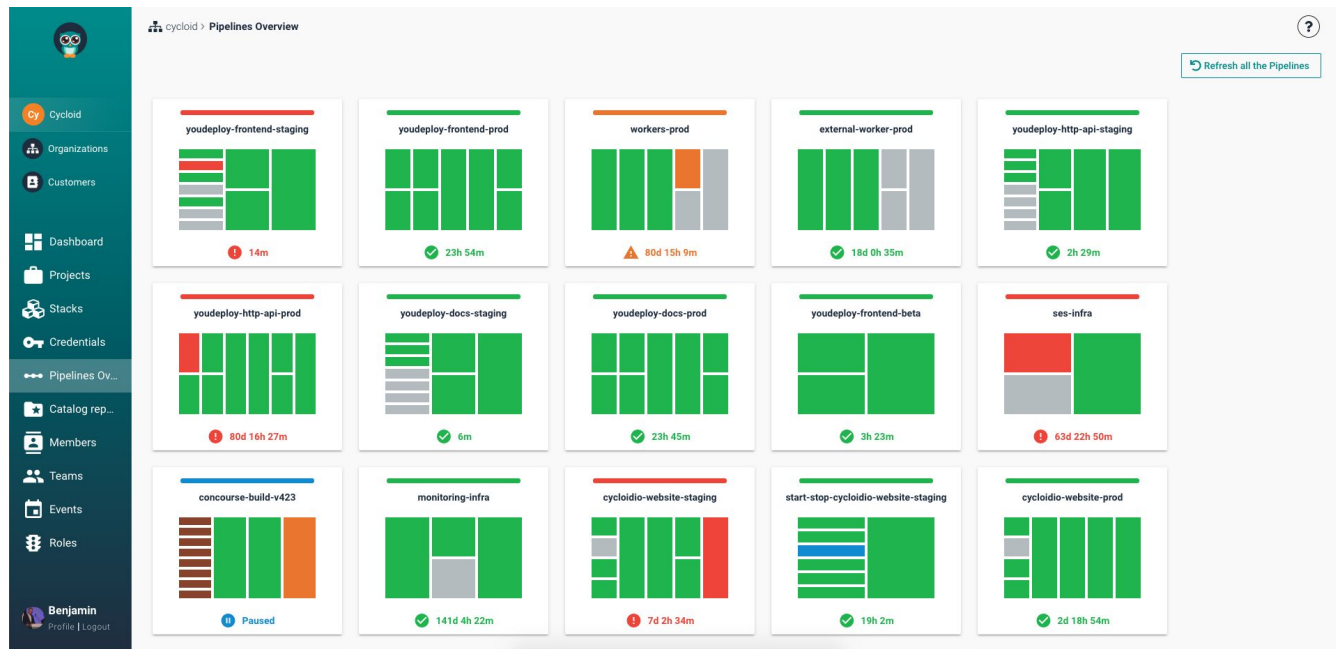 cycloid > Pipelines Overview
?
Refresh all the Pipelines
Cy Cycloid
Organizations
Customers
Dashboard
Projects
Stacks
Credentials
Pipelines Ov...
Catalog rep...
Members
Teams
Events
Roles
Benjamin
Profile | Logout
youdeploy-frontend-staging
14m
youdeploy-frontend-prod
23h 54m
workers-prod
80d 15h 9m
external-worker-prod
18d 0h 35m
youdeploy-http-api-staging
2h 29m
youdeploy-http-api-prod
80d 16h 27m
youdeploy-docs-staging
6m
youdeploy-docs-prod
23h 45m
youdeploy-frontend-beta
3h 23m
ses-infra
63d 22h 50m
concourse-build-v423
Paused
monitoring-infra
141d 4h 22m
cycloidio-website-staging
7d 2h 34m
start-stop-cycloidio-website-staging
19h 2m
cycloidio-website-prod
2d 18h 54m